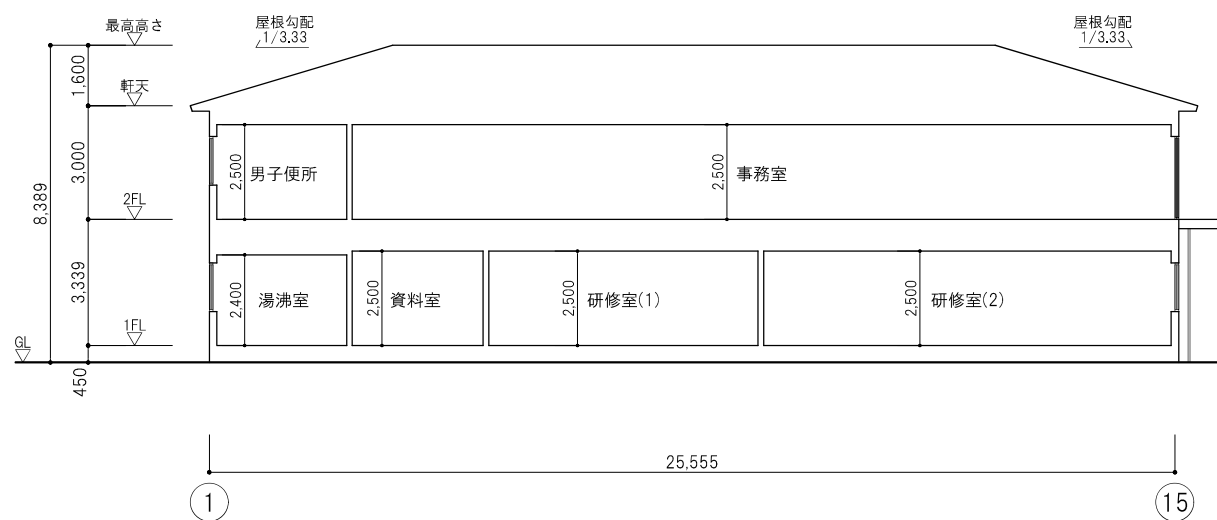 最高高さ
屋根勾配
1/3.33
屋根勾配
1/3.33
1,600
軒天
3,000
2,500
男子便所
2,500
事務室
8,389
2FL
3,339
2,400
湯沸室
2,500
資料室
2,500
研修室(1)
2,500
研修室(2)
1FL
GL
450
25,555
1
15